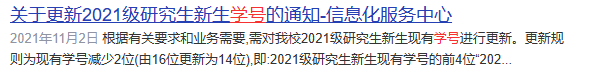 关于更新2021级研究生新生学号的通知-信息化服务中心
2021年11月2日 根据有关要求和业务需要,需对我校2021级研究生新生现有学号进行更新。更新规
则为现有学号减少2位(由16位更新为14位),即:2021级研究生新生现有学号的前4位“202...